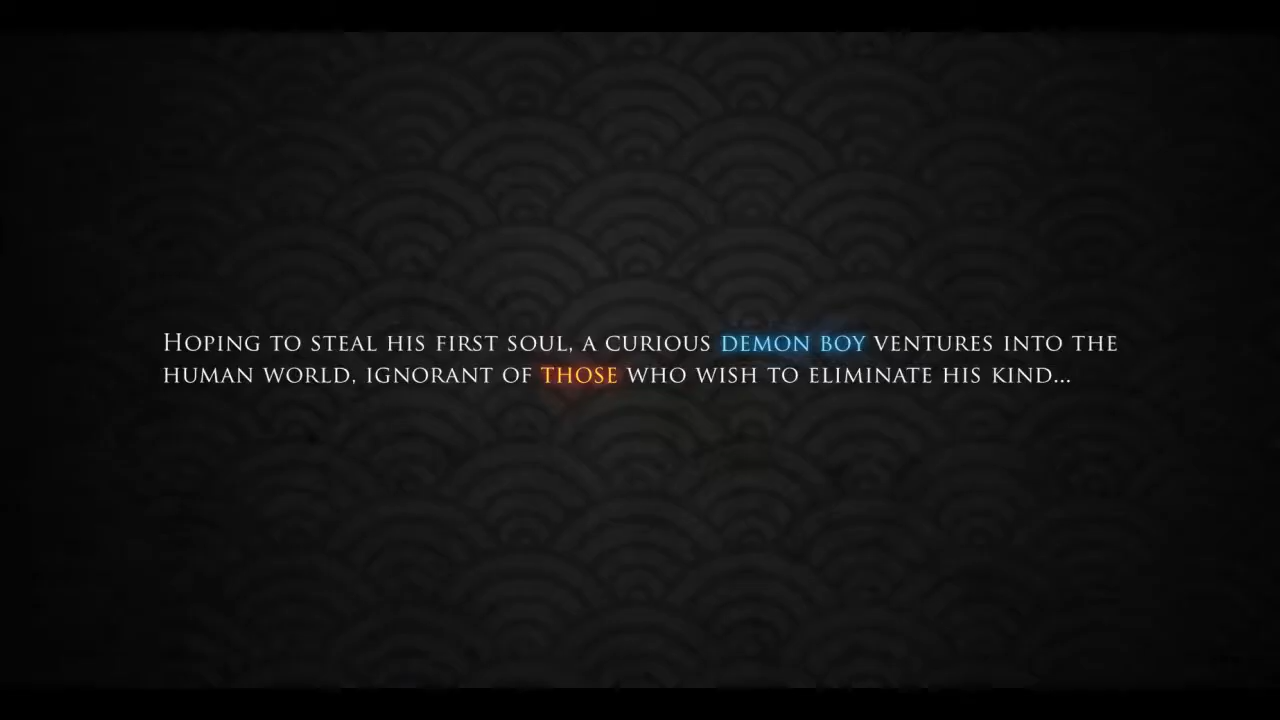 Hoping to steal his first soul, a curious demon boy ventures into the
human world, ignorant of those who wish to eliminate his kind...